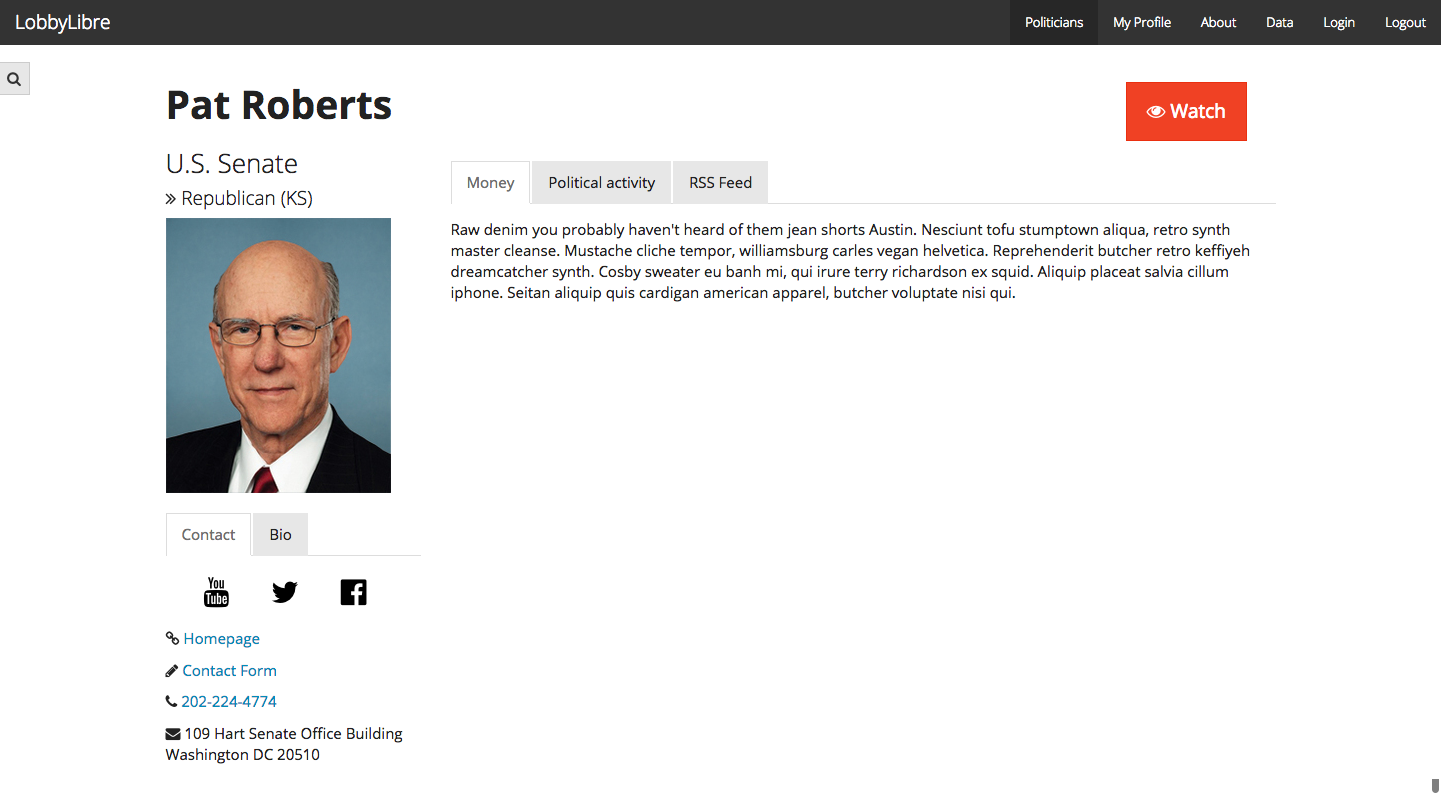 LobbyLibre
Politicians
My Profile
About
Data
Login
Logout
Pat Roberts
Watch
U.S. Senate
» Republican (KS)
Money
Political activity
RSS Feed
Raw denim you probably haven't heard of them jean shorts Austin. Nesciunt tofu stumptown aliqua, retro synth
master cleanse. Mustache cliche tempor, williamsburg carles vegan helvetica. Reprehenderit butcher retro keffiyeh
dreamcatcher synth. Cosby sweater eu banh mi, qui irure terry richardson ex squid. Aliquip placeat salvia cillum
iphone. Seitan aliquip quis cardigan american apparel, butcher voluptate nisi qui.
Contact
Bio
You
Tube
Homepage
Contact Form
202-224-4774
109 Hart Senate Office Building
Washington DC 20510